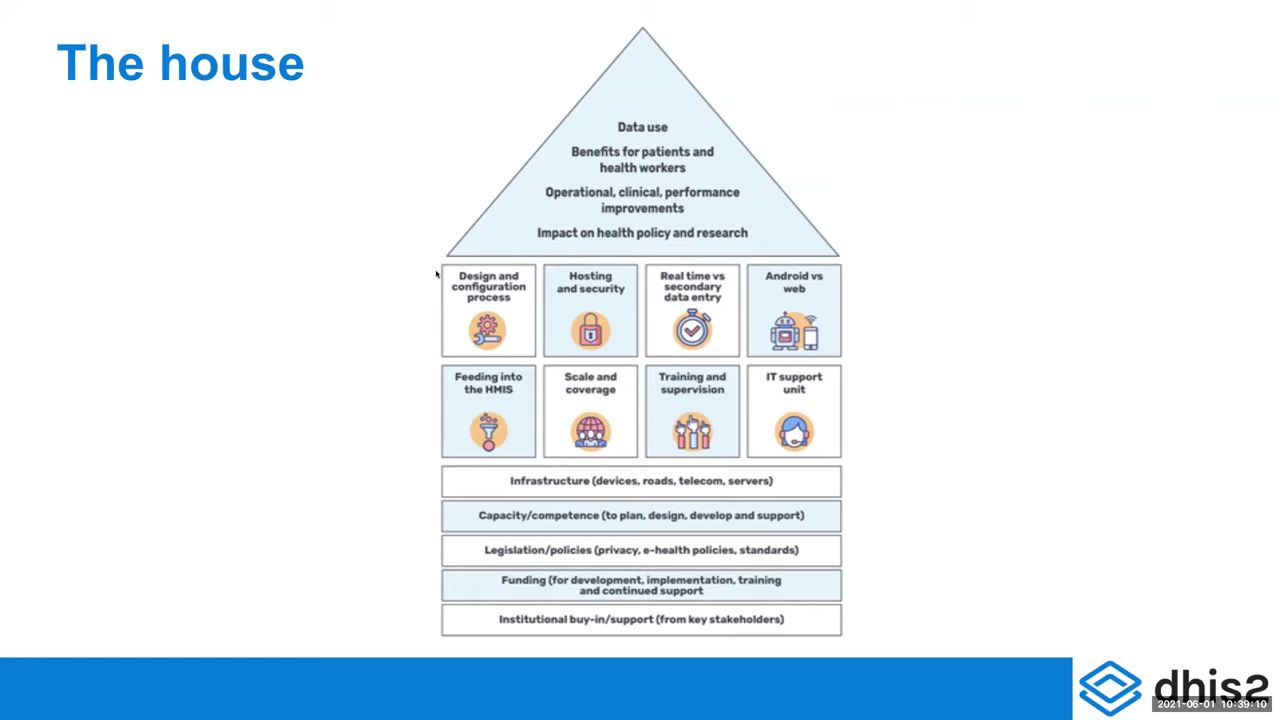 The house
Data use
Benefits for patients and
health workers
Operational, clinical, performance
improvements
Impact on health policy and research
Design and
configuration
process
Hosting
and security
Real time vs
secondary
data entry
Android vs
web
Feeding into
the HMIS
Scale and
coverage
Training and
supervision
IT support
unit
Infrastructure (devices, roads, telecom, servers)
Capacity/competence (to plan, design, develop and support)
Legislation/policies (privacy, e-health policies, standards)
Funding (for development, implementation, training
and continued support
Institutional buy-in/support (from key stakeholders)
dhis2
2021-06-01 10:39:10